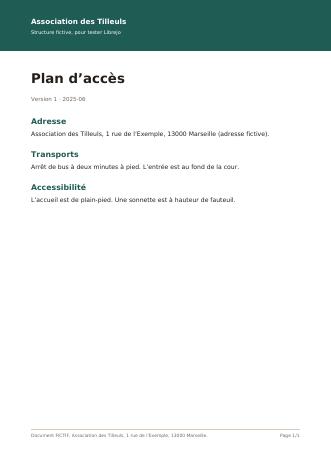 Association des Tilleuls
Structure fictive, pour tester Librejo
Plan d’accès
Version 1 · 2025-06
Adresse
Association des Tilleuls, 1 rue de l’Exemple, 13000 Marseille (adresse fictive).
Transports
Arrêt de bus à deux minutes à pied. L’entrée est au fond de la cour.
Accessibilité
L’accueil est de plain-pied. Une sonnette est à hauteur de fauteuil.
Document FICTIF. Association des Tilleuls, 1 rue de l’Exemple, 13000 Marseille.
Page 1/1